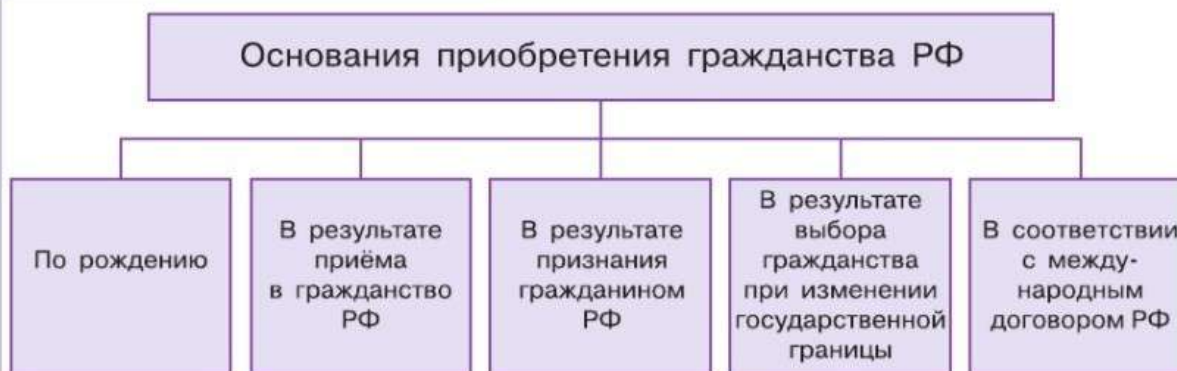 Основания приобретения гражданства РФ
По рождению
В результате
приёма
в гражданство
РФ
В результате
признания
гражданином
РФ
В результате
выбора
гражданства
при изменении
государственной
границы
В соответствии
с между-
народным
договором РФ